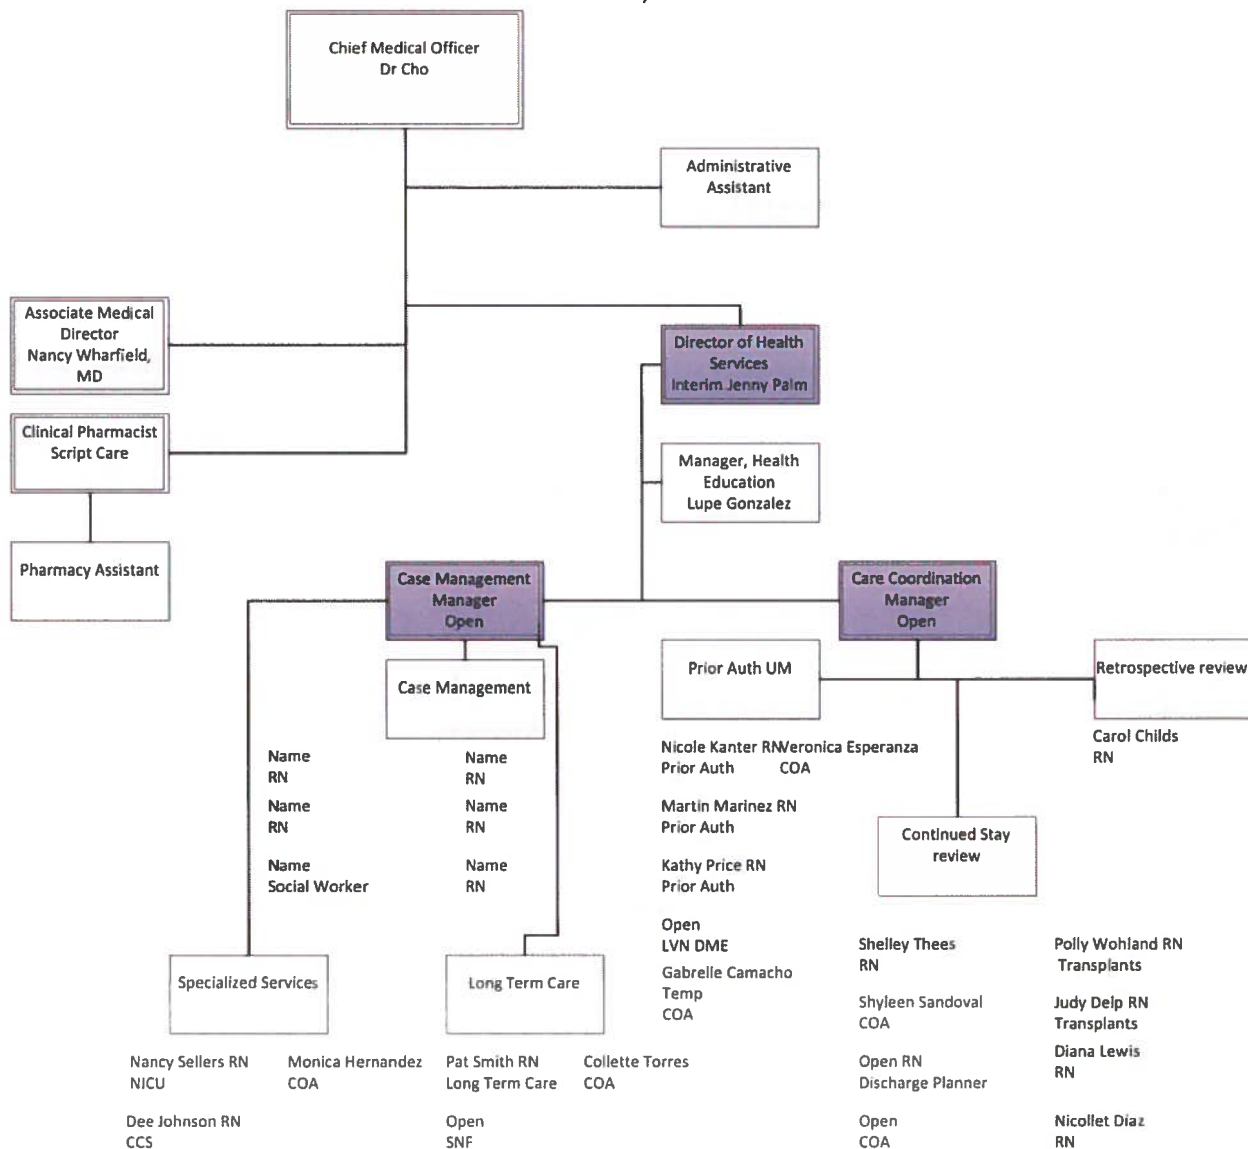 Chief Medical Officer
Dr Cho
Administrative
Assistant
Associate Medical
Director
Nancy Wharfield,
MD
Director of Health
Services
Interim Jenny Palm
Clinical Pharmacist
Script Care
Manager, Health
Education
Lupe Gonzalez
Pharmacy Assistant
Case Management
Manager
Open
Care Coordination
Manager
Open
Case Management
Prior Auth UM
Retrospective review
Carol Childs
RN
Name
RN
Name
RN
Name
RN
Name
RN
Name
Social Worker
Name
RN
Nicole Kanter RN
Prior Auth
Veronica Esperanza
COA
Martin Marinez RN
Prior Auth
Kathy Price RN
Prior Auth
Open
LVN DME
Gabrelle Camacho
Temp
COA
Continued Stay
review
Shelley Thees
RN
Polly Wohland RN
Transplants
Shyleen Sandoval
COA
Judy Delp RN
Transplants
Open RN
Discharge Planner
Diana Lewis
RN
Open
COA
Nicollet Diaz
RN
Specialized Services
Long Term Care
Nancy Sellers RN
NICU
Monica Hernandez
COA
Pat Smith RN
Long Term Care
Collette Torres
COA
Dee Johnson RN
CCS
Open
SNF